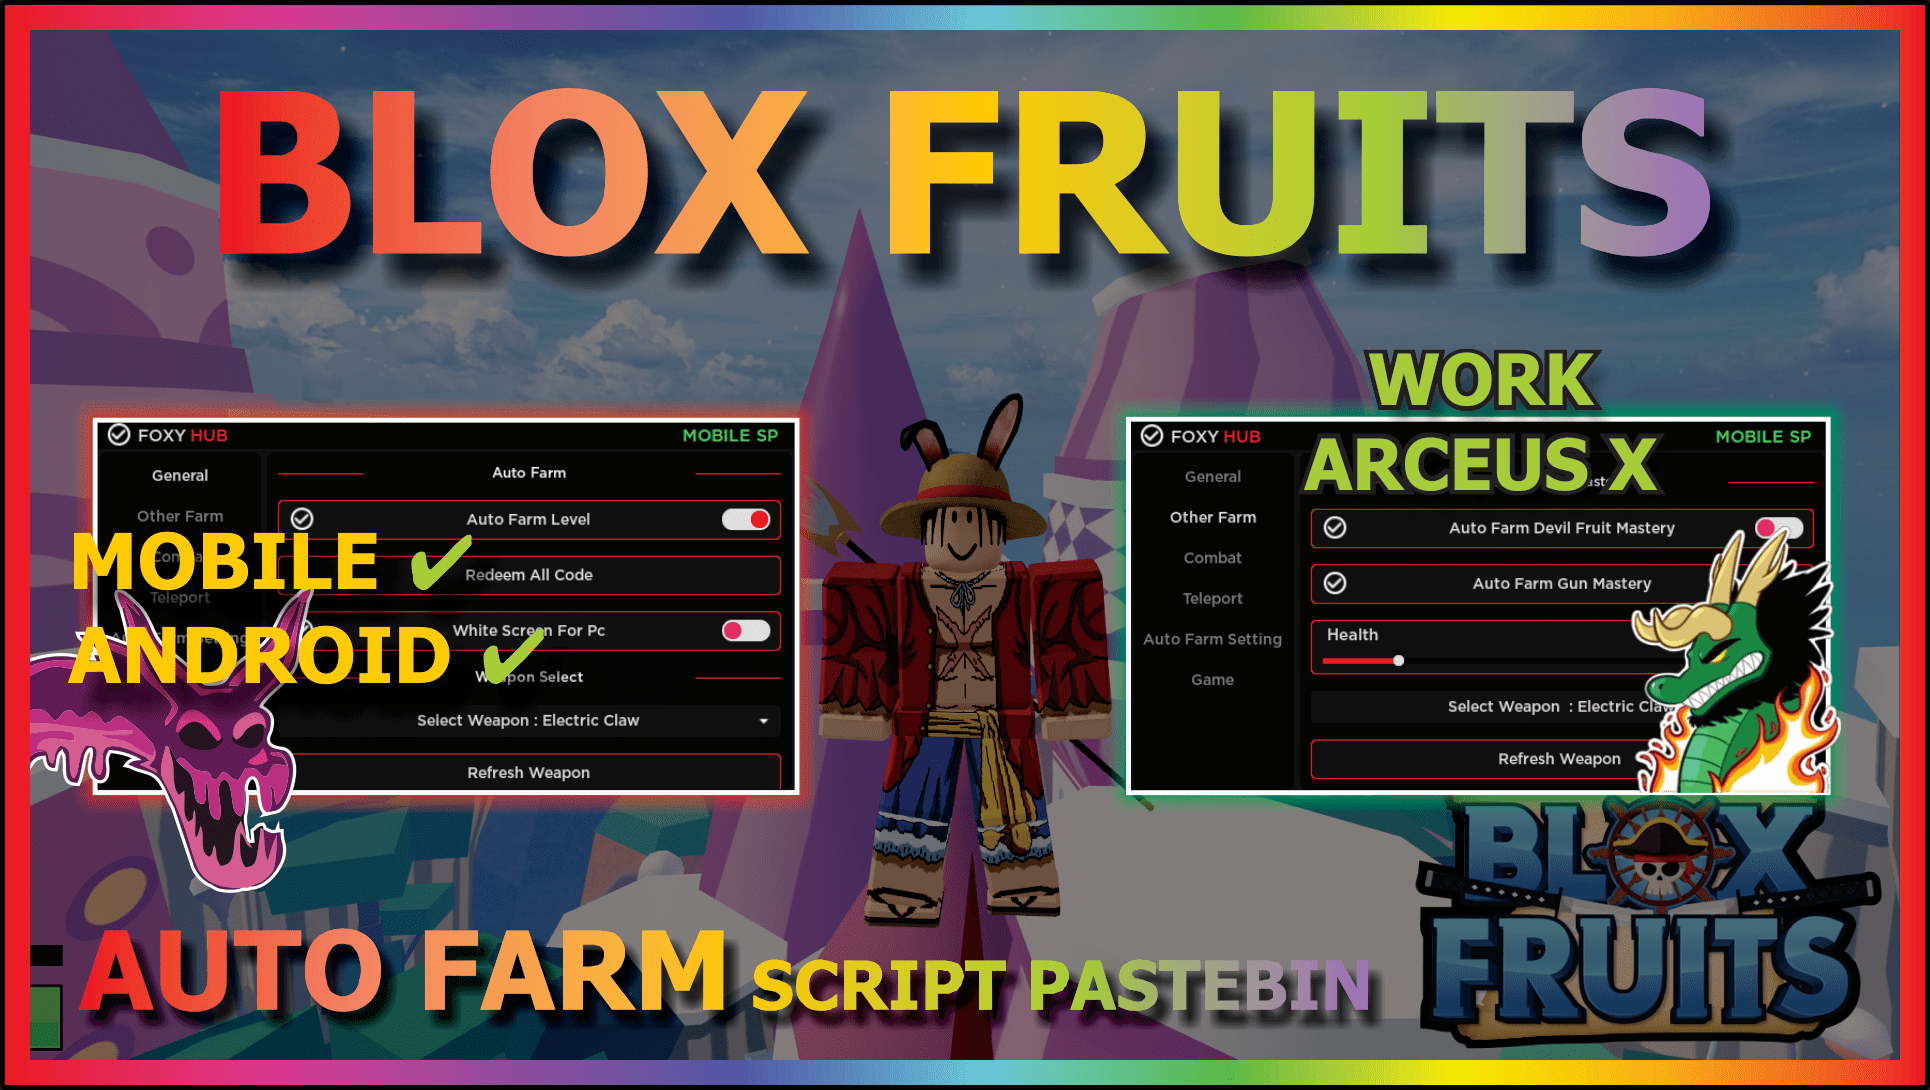 BLOX FRUITS
WORK
ARCEUS X
FOXY HUB
MOBILE SP
General
Other Farm
Teleport
Auto Farm
Auto Farm Level
Redeem All Code
White Screen For Pc
Weapon Select
Select Weapon : Electric Claw
Refresh Weapon
MOBILE ✔
ANDROID ✔
FOXY HUB
MOBILE SP
General
Other Farm
Combat
Teleport
Auto Farm Setting
Game
Auto Farm Devil Fruit Mastery
Auto Farm Gun Mastery
Health
Select Weapon : Electric Claw
Refresh Weapon
AUTO FARM SCRIPT PASTEBIN
BLOX
FRUITS